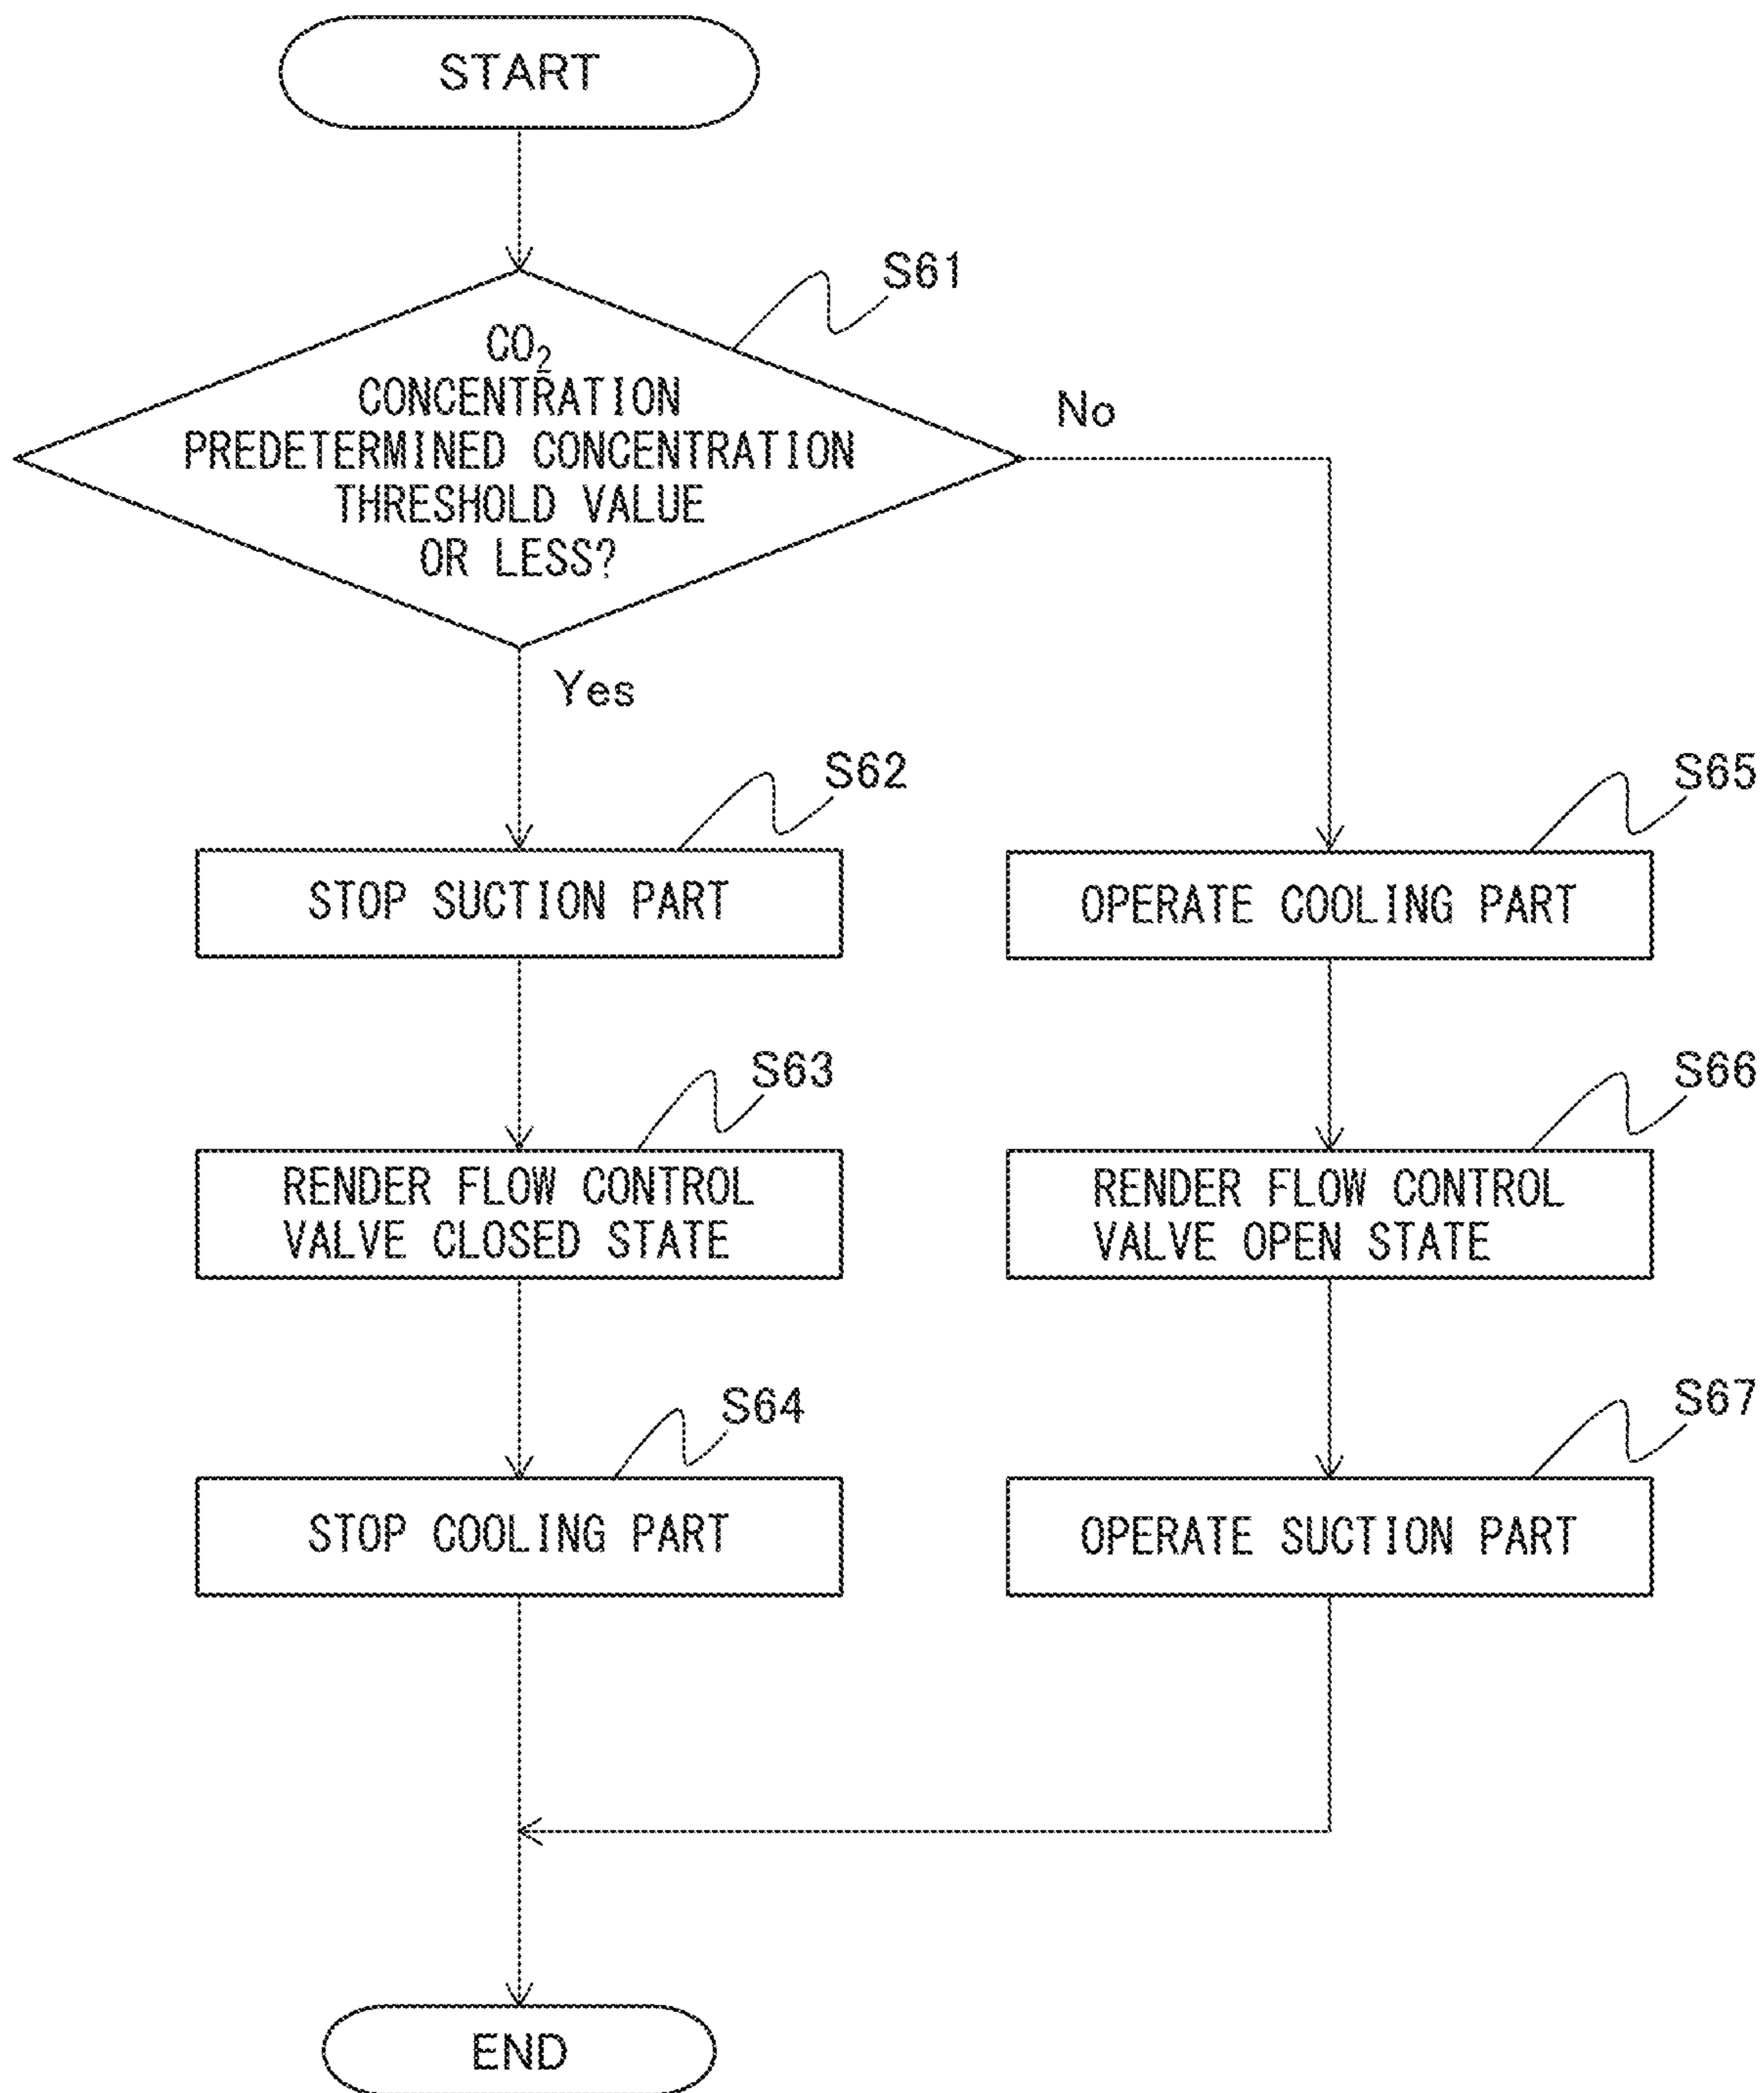 START
S61
CO₂
CONCENTRATION
PREDETERMINED CONCENTRATION
THRESHOLD VALUE
OR LESS?
No
Yes
S62
STOP SUCTION PART
S63
RENDER FLOW CONTROL
VALVE CLOSED STATE
S64
STOP COOLING PART
S65
OPERATE COOLING PART
S66
RENDER FLOW CONTROL
VALVE OPEN STATE
S67
OPERATE SUCTION PART
END